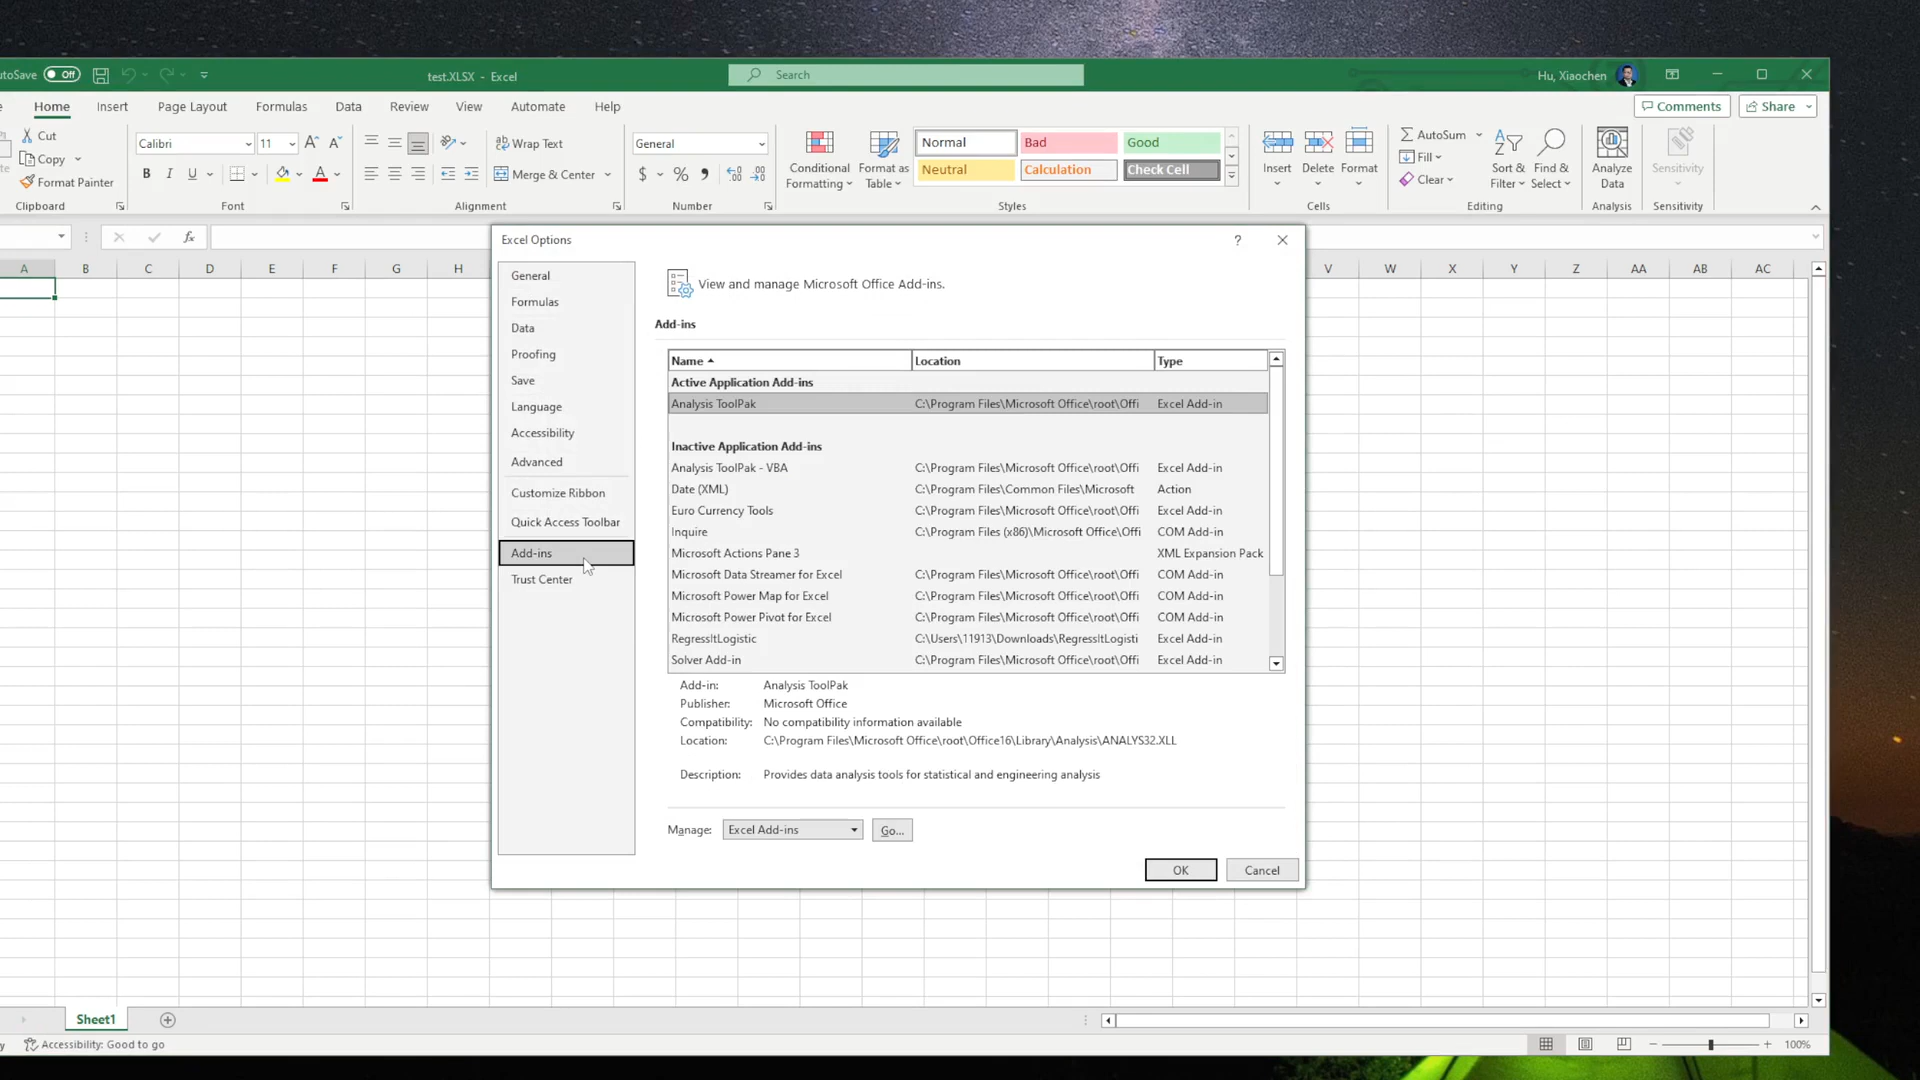 utoSave Off test.XLSX - Excel Search Hu, Xiaochen
Home Insert Page Layout Formulas Data Review View Automate Help Comments Share
Cut
Copy
Format Painter
Clipboard
Calibri 11
B I U A
Font
Wrap Text
Merge & Center
Alignment
General
$ % ,
Number
Conditional
Formatting
Format as
Table
Normal Bad Good
Neutral Calculation Check Cell
Styles
Insert Delete Format
Cells
AutoSum
Fill
Clear
Sort &
Filter
Find &
Select
Editing
Analyze
Data
Analysis
Sensitivity
Sensitivity
fx
A B C D E F G H V W X Y Z AA AB AC
Excel Options ?
General
Formulas
Data
Proofing
Save
Language
Accessibility
Advanced
Customize Ribbon
Quick Access Toolbar
Add-ins
Trust Center
View and manage Microsoft Office Add-ins.
Add-ins
Name Location Type
Active Application Add-ins
Analysis ToolPak C:\Program Files\Microsoft Office\root\Offi Excel Add-in
Inactive Application Add-ins
Analysis ToolPak - VBA C:\Program Files\Microsoft Office\root\Offi Excel Add-in
Date (XML) C:\Program Files\Common Files\Microsoft Action
Euro Currency Tools C:\Program Files\Microsoft Office\root\Offi Excel Add-in
Inquire C:\Program Files (x86)\Microsoft Office\Offi COM Add-in
Microsoft Actions Pane 3 XML Expansion Pack
Microsoft Data Streamer for Excel C:\Program Files\Microsoft Office\root\Offi COM Add-in
Microsoft Power Map for Excel C:\Program Files\Microsoft Office\root\Offi COM Add-in
Microsoft Power Pivot for Excel C:\Program Files\Microsoft Office\root\Offi COM Add-in
RegressItLogistic C:\Users\11913\Downloads\RegressItLogisti Excel Add-in
Solver Add-in C:\Program Files\Microsoft Office\root\Offi Excel Add-in
Add-in: Analysis ToolPak
Publisher: Microsoft Office
Compatibility: No compatibility information available
Location: C:\Program Files\Microsoft Office\root\Office16\Library\Analysis\ANALYS32.XLL
Description: Provides data analysis tools for statistical and engineering analysis
Manage: Excel Add-ins Go...
OK Cancel
Sheet1
y Accessibility: Good to go 100%